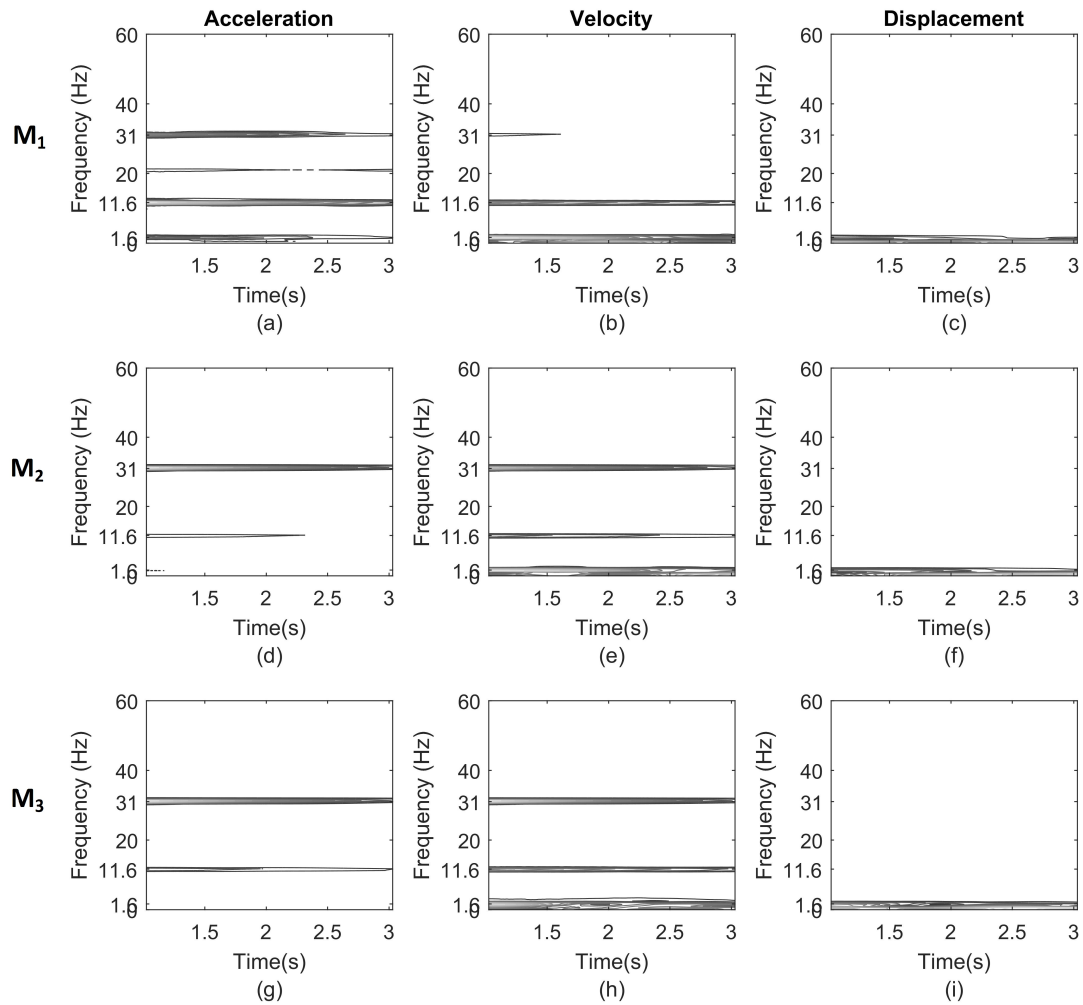 Acceleration Velocity Displacement
60 60 60
Frequency (Hz) Frequency (Hz) Frequency (Hz)
40 40 40
M1 31 31 31
20 20 20
11.6 11.6 11.6
1.6 1.6 1.6
0 0 0
1.5 2 2.5 3 1.5 2 2.5 3 1.5 2 2.5 3
Time(s) Time(s) Time(s)
(a) (b) (c)
60 60 60
Frequency (Hz) Frequency (Hz) Frequency (Hz)
40 40 40
M2 31 31 31
20 20 20
11.6 11.6 11.6
1.6 1.6 1.6
0 0 0
1.5 2 2.5 3 1.5 2 2.5 3 1.5 2 2.5 3
Time(s) Time(s) Time(s)
(d) (e) (f)
60 60 60
Frequency (Hz) Frequency (Hz) Frequency (Hz)
40 40 40
M3 31 31 31
20 20 20
11.6 11.6 11.6
1.6 1.6 1.6
0 0 0
1.5 2 2.5 3 1.5 2 2.5 3 1.5 2 2.5 3
Time(s) Time(s) Time(s)
(g) (h) (i)